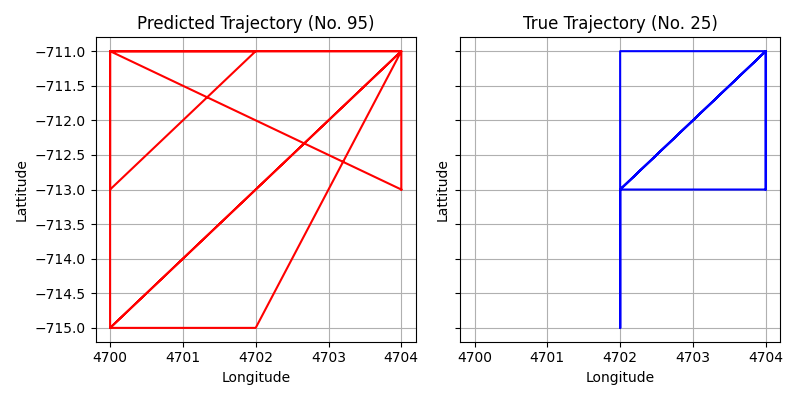 Predicted Trajectory (No. 95)
True Trajectory (No. 25)
Lattitude
−711.0
−711.5
−712.0
−712.5
−713.0
−713.5
−714.0
−714.5
−715.0
4700 4701 4702 4703 4704
Longitude
Lattitude
4700 4701 4702 4703 4704
Longitude